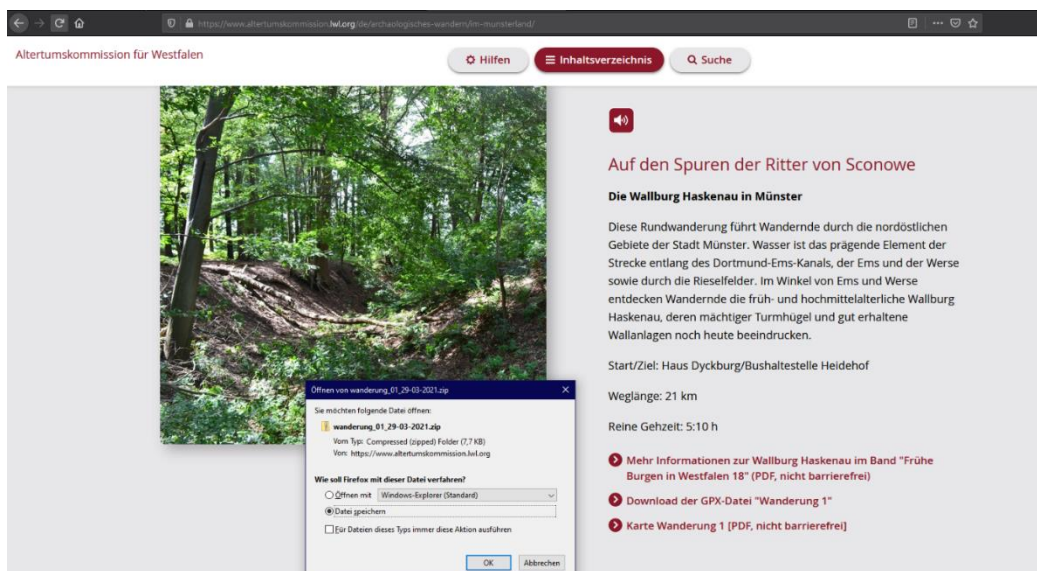 https://www.altertumskommission.lwl.org/de/archaologisches-wandern/im-munsterland/
Altertumskommission für Westfalen
Hilfen
Inhaltsverzeichnis
Suche
Auf den Spuren der Ritter von Sconowe
Die Wallburg Haskenau in Münster
Diese Rundwanderung führt Wandernde durch die nordöstlichen
Gebiete der Stadt Münster. Wasser ist das prägende Element der
Strecke entlang des Dortmund-Ems-Kanals, der Ems und der Werse
sowie durch die Rieselfelder. Im Winkel von Ems und Werse
entdecken Wandernde die früh- und hochmittelalterliche Wallburg
Haskenau, deren mächtiger Turmhügel und gut erhaltene
Wallanlagen noch heute beeindrucken.
Start/Ziel: Haus Dyckburg/Bushaltestelle Heidehof
Weglänge: 21 km
Reine Gehzeit: 5:10 h
Mehr Informationen zur Wallburg Haskenau im Band "Frühe
Burgen in Westfalen 18" (PDF, nicht barrierefrei)
Download der GPX-Datei "Wanderung 1"
Karte Wanderung 1 [PDF, nicht barrierefrei]
Öffnen von wanderung_01_29-03-2021.zip
Sie möchten folgende Datei öffnen:
wanderung_01_29-03-2021.zip
Vom Typ: Compressed (zipped) Folder (7,7 KB)
Von: https://www.altertumskommission.lwl.org
Wie soll Firefox mit dieser Datei verfahren?
Öffnen mit Windows-Explorer (Standard)
Datei speichern
Für Dateien dieses Typs immer diese Aktion ausführen
OK Abbrechen